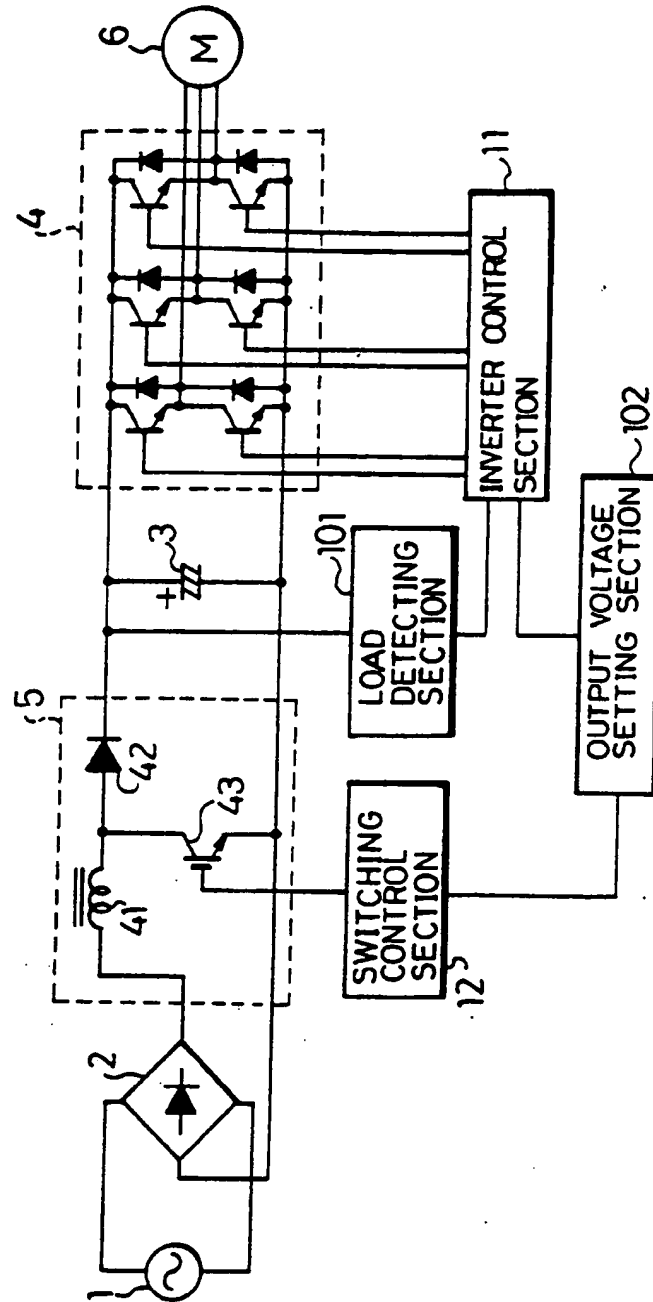 1
2
5
41
42
43
3
+
4
6
M
SWITCHING
CONTROL
SECTION
12
LOAD
DETECTING
SECTION
101
INVERTER CONTROL
SECTION
11
OUTPUT VOLTAGE
SETTING SECTION
102